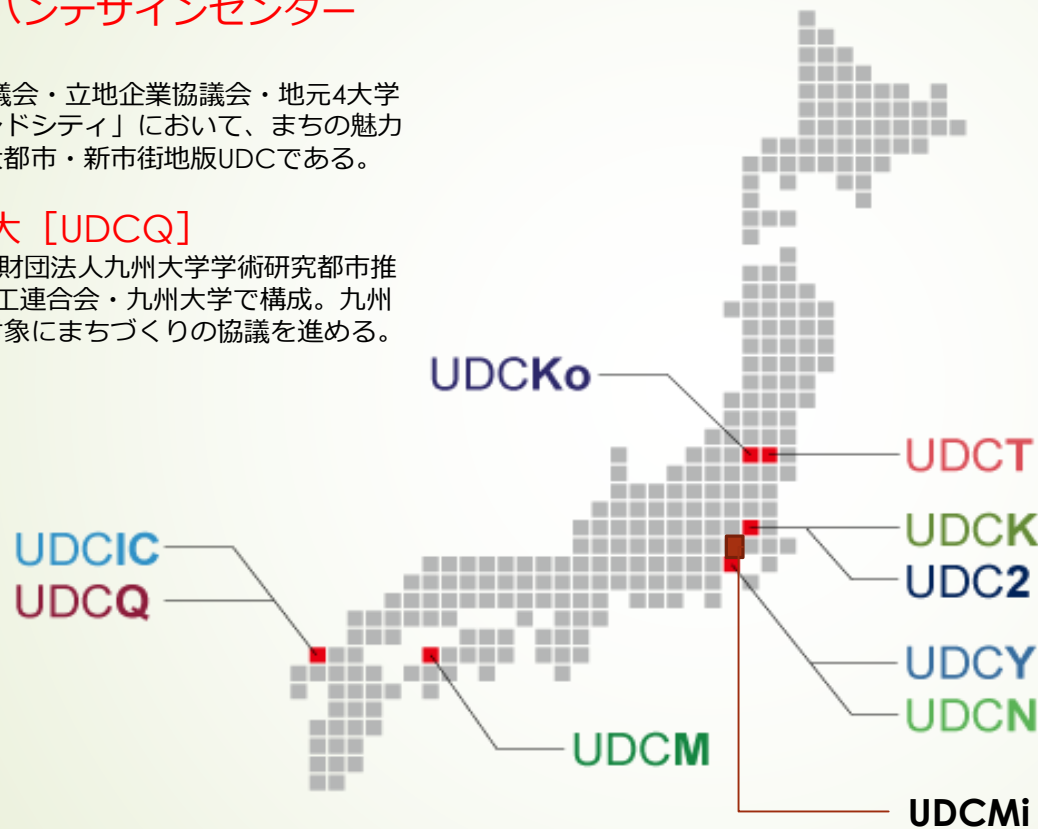 ンデザインセンター
議会・立地企業協議会・地元4大学
ドシティ」において、まちの魅力
都市・新市街地版UDCである。
大［UDCQ］
財団法人九州大学学術研究都市推
工連合会・九州大学で構成。九州
象にまちづくりの協議を進める。
UDCKo
UDCT
UDCK
UDCIC
UDC2
UDCQ
UDCY
UDCN
UDCM
UDCMi